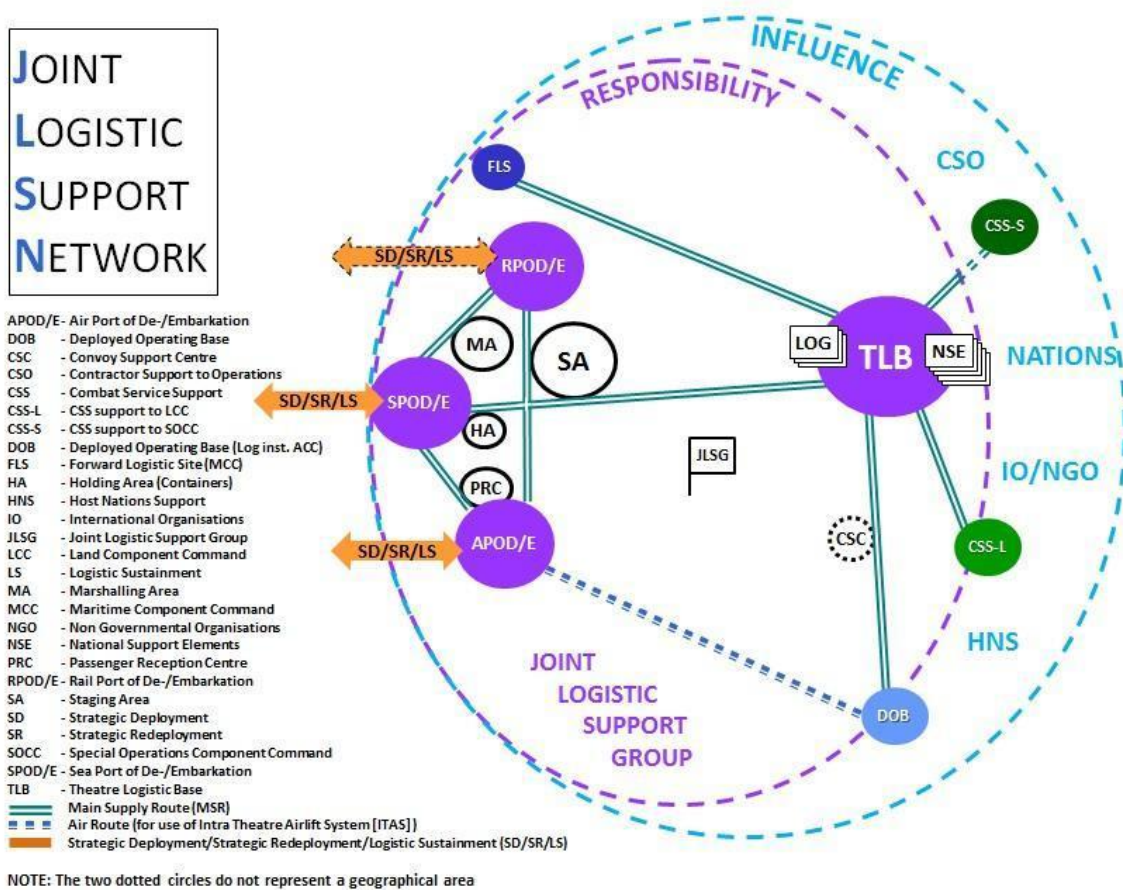 JOINT
LOGISTIC
SUPPORT
NETWORK
APOD/E - Air Port of De-/Embarkation
DOB - Deployed Operating Base
CSC - Convoy Support Centre
CSO - Contractor Support to Operations
CSS - Combat Service Support
CSS-L - CSS support to LCC
CSS-S - CSS support to SOCC
DOB - Deployed Operating Base (Log inst. ACC)
FLS - Forward Logistic Site (MCC)
HA - Holding Area (Containers)
HNS - Host Nations Support
IO - International Organisations
JLSG - Joint Logistic Support Group
LCC - Land Component Command
LS - Logistic Sustainment
MA - Marshalling Area
MCC - Maritime Component Command
NGO - Non Governmental Organisations
NSE - National Support Elements
PRC - Passenger Reception Centre
RPOD/E - Rail Port of De-/Embarkation
SA - Staging Area
SD - Strategic Deployment
SR - Strategic Redeployment
SOCC - Special Operations Component Command
SPOD/E - Sea Port of De-/Embarkation
TLB - Theatre Logistic Base
Main Supply Route (MSR)
Air Route (for use of Intra Theatre Airlift System [ITAS] )
Strategic Deployment/Strategic Redeployment/Logistic Sustainment (SD/SR/LS)
NOTE: The two dotted circles do not represent a geographical area
INFLUENCE
RESPONSIBILITY
FLS
CSO
CSS-S
SD/SR/LS
RPOD/E
MA
SA
LOG
TLB
NSE
NATIONS
SD/SR/LS
SPOD/E
HA
JLSG
IO/NGO
PRC
SD/SR/LS
APOD/E
CSC
CSS-L
HNS
JOINT
LOGISTIC
SUPPORT
GROUP
DOB